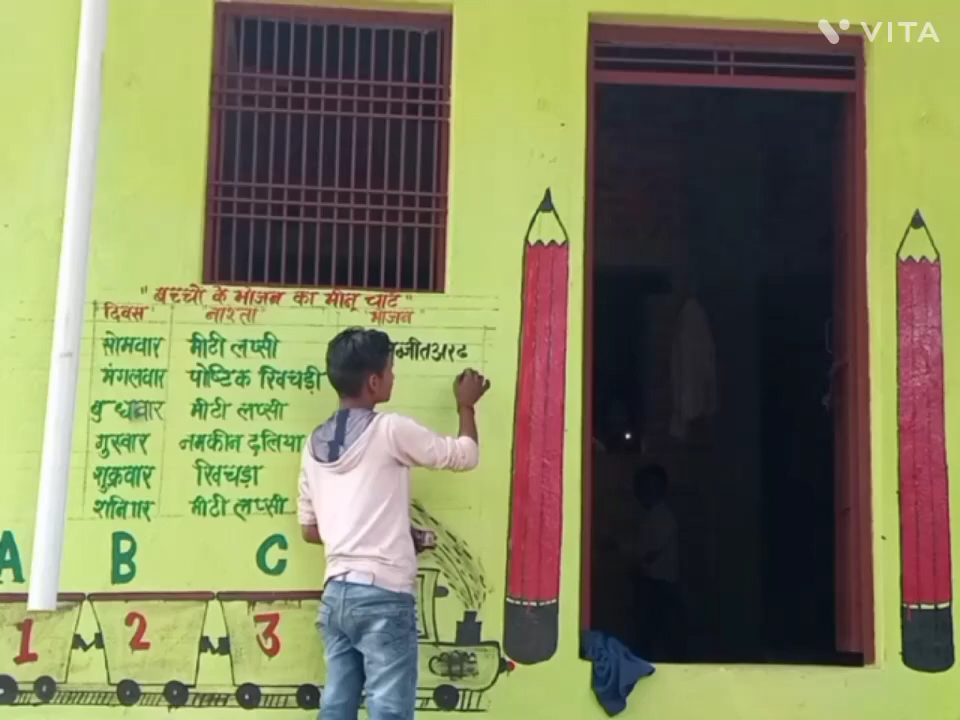 VITA
"बच्चो के भोजन का मीनू चार्ट"
दिवस नाश्ता भोजन
सोमवार मीटी लप्सी
मंगलवार पोष्टिक खिचड़ी
बुधवार मीटी लप्सी
गुरुवार नमकीन दलिया
शुक्रवार खिचडा
शनिवार मीटी लप्सी
A B C
1 2 3